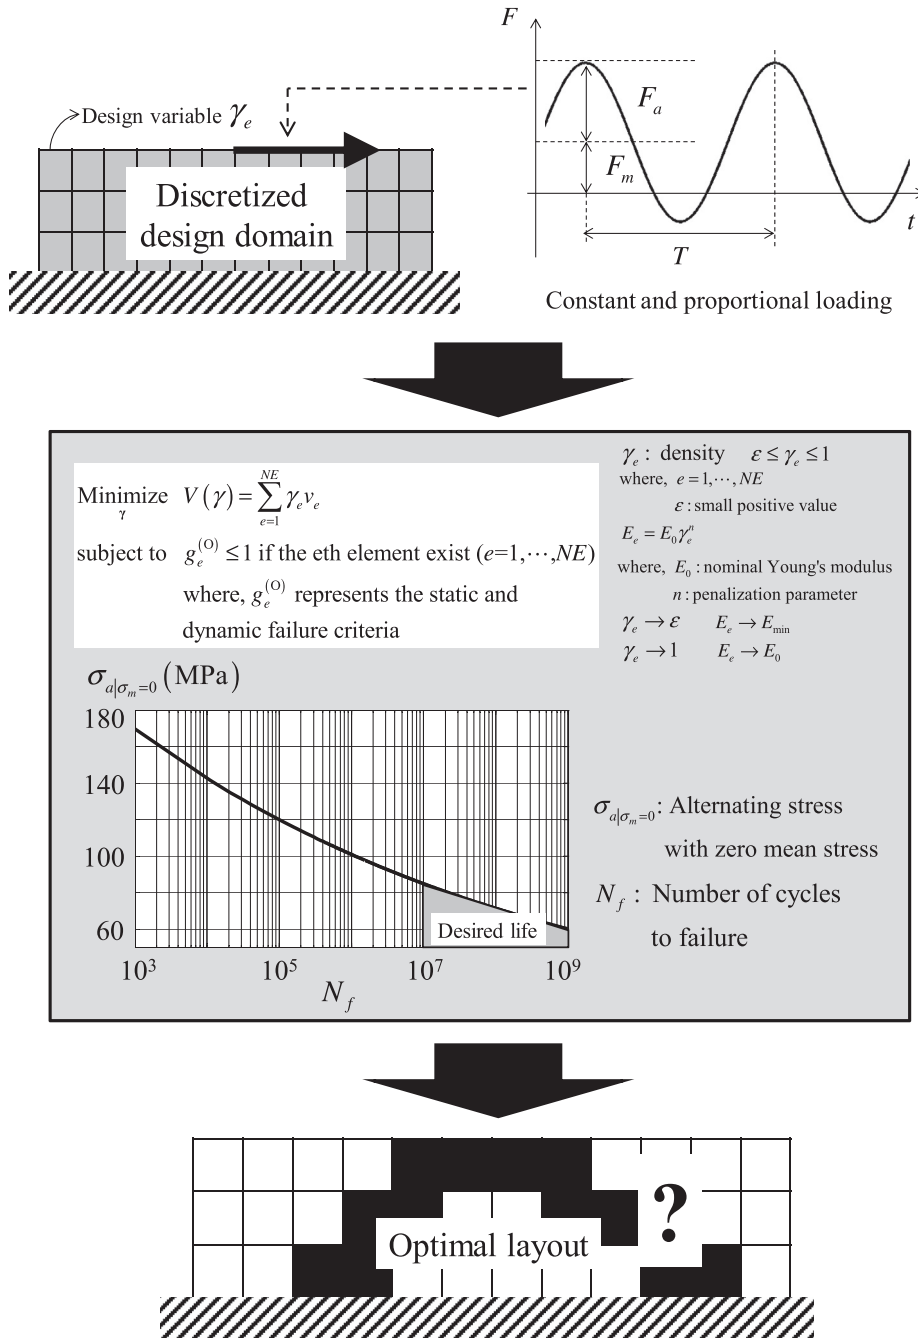 F
Design variable γe
Fa
Fm
Discretized
design domain
t
T
Constant and proportional loading
Minimize V(γ) = ∑ γe ve
γ
e=1
NE
subject to ge(O) ≤ 1 if the eth element exist (e=1,⋯,NE)
where, ge(O) represents the static and
dynamic failure criteria
γe : density ε ≤ γe ≤ 1
where, e = 1,⋯,NE
ε : small positive value
Ee = E0γen
where, E0 : nominal Young's modulus
n : penalization parameter
γe → ε Ee → Emin
γe → 1 Ee → E0
σa|σm=0 (MPa)
180
140
100
60
Desired life
10³ 10⁵ 10⁷ 10⁹
Nf
σa|σm=0 : Alternating stress
with zero mean stress
Nf : Number of cycles
to failure
?
Optimal layout